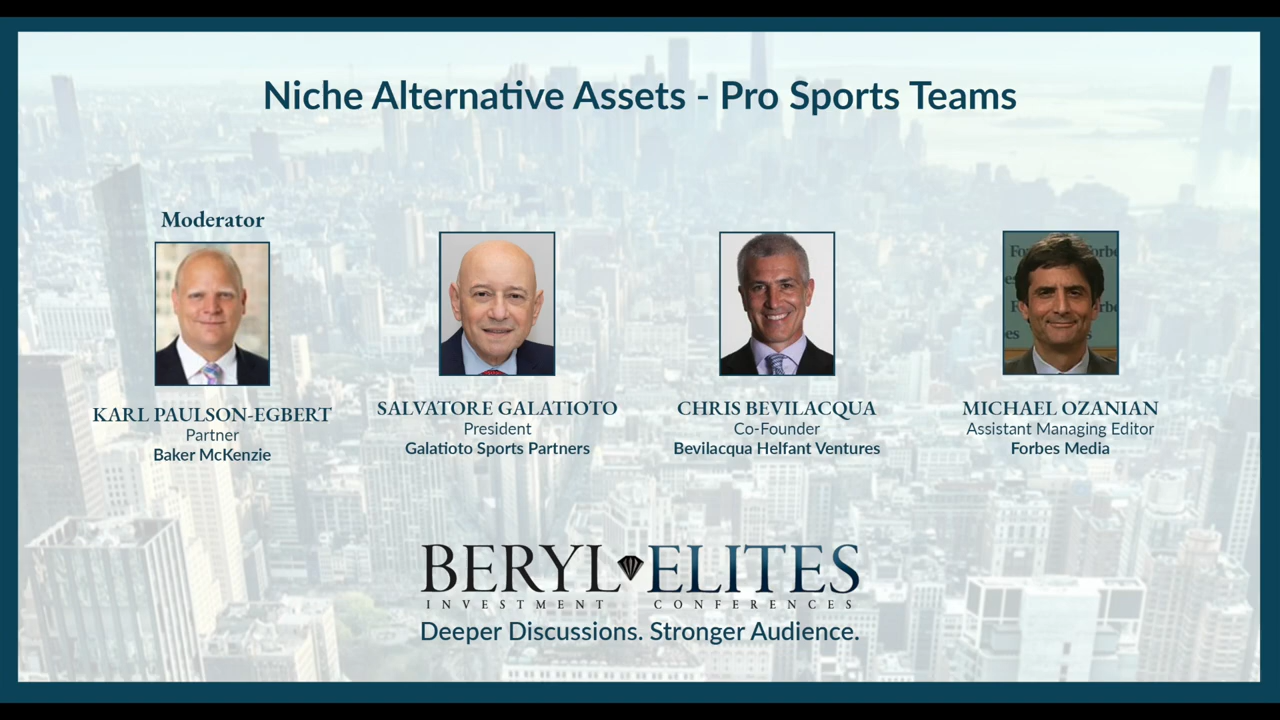 Niche Alternative Assets - Pro Sports Teams
Moderator
KARL PAULSON-EGBERT
Partner
Baker McKenzie
SALVATORE GALATIOTO
President
Galatioto Sports Partners
CHRIS BEVILACQUA
Co-Founder
Bevilacqua Helfant Ventures
MICHAEL OZANIAN
Assistant Managing Editor
Forbes Media
BERYL ELITES
INVESTMENT CONFERENCES
Deeper Discussions. Stronger Audience.